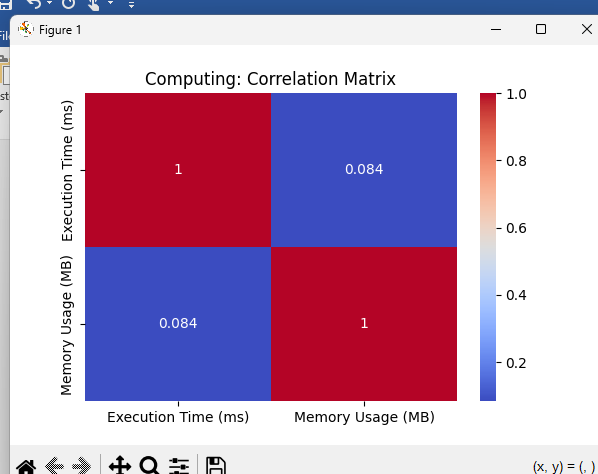 Figure 1
Computing: Correlation Matrix
Execution Time (ms)
Memory Usage (MB)
1
0.084
0.084
1
Execution Time (ms)
Memory Usage (MB)
1.0
0.8
0.6
0.4
0.2
(x, y) = (, )